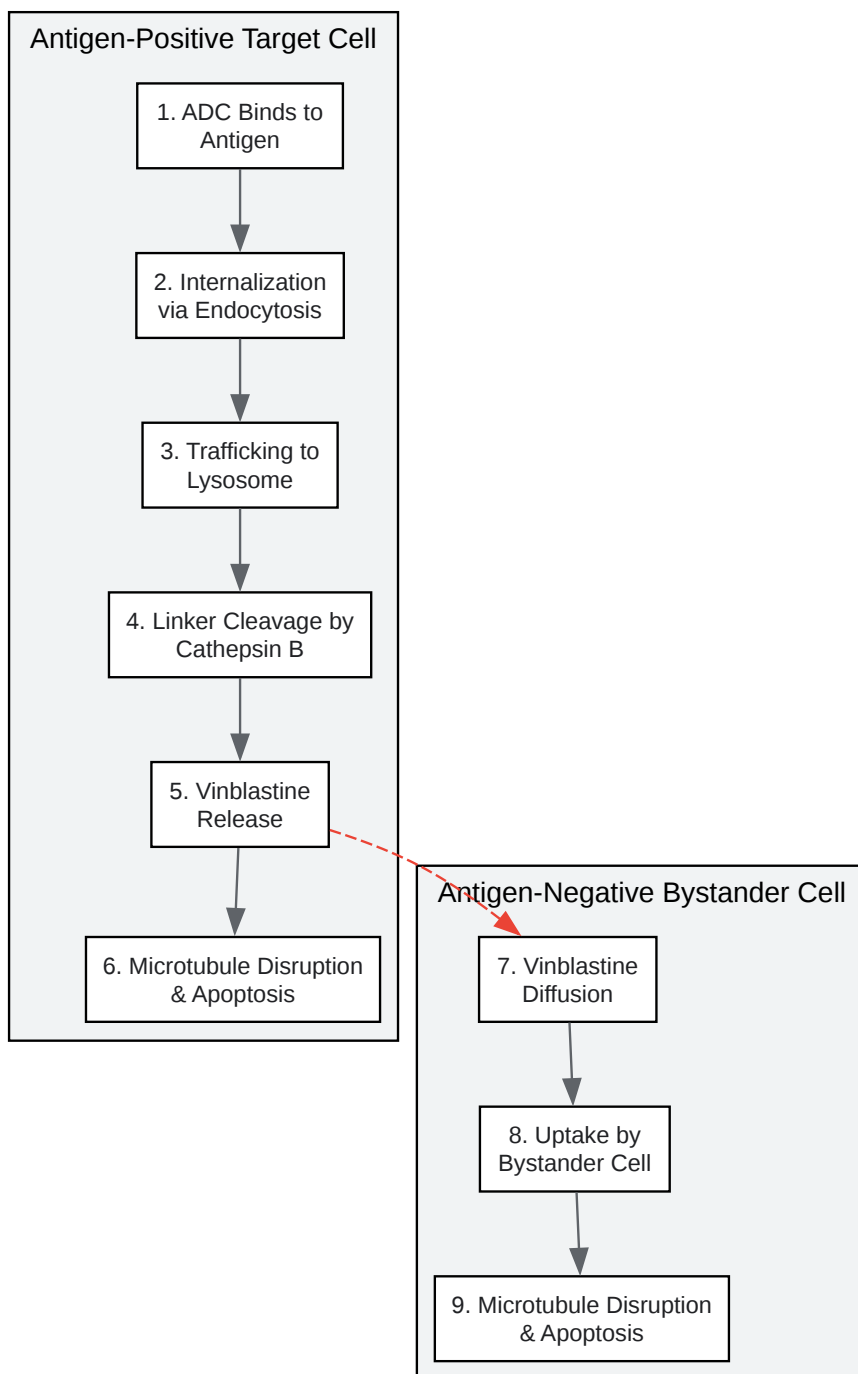 Antigen-Positive Target Cell
1. ADC Binds to
Antigen
2. Internalization
via Endocytosis
3. Trafficking to
Lysosome
4. Linker Cleavage by
Cathepsin B
5. Vinblastine
Release
6. Microtubule Disruption
& Apoptosis
Antigen-Negative Bystander Cell
7. Vinblastine
Diffusion
8. Uptake by
Bystander Cell
9. Microtubule Disruption
& Apoptosis